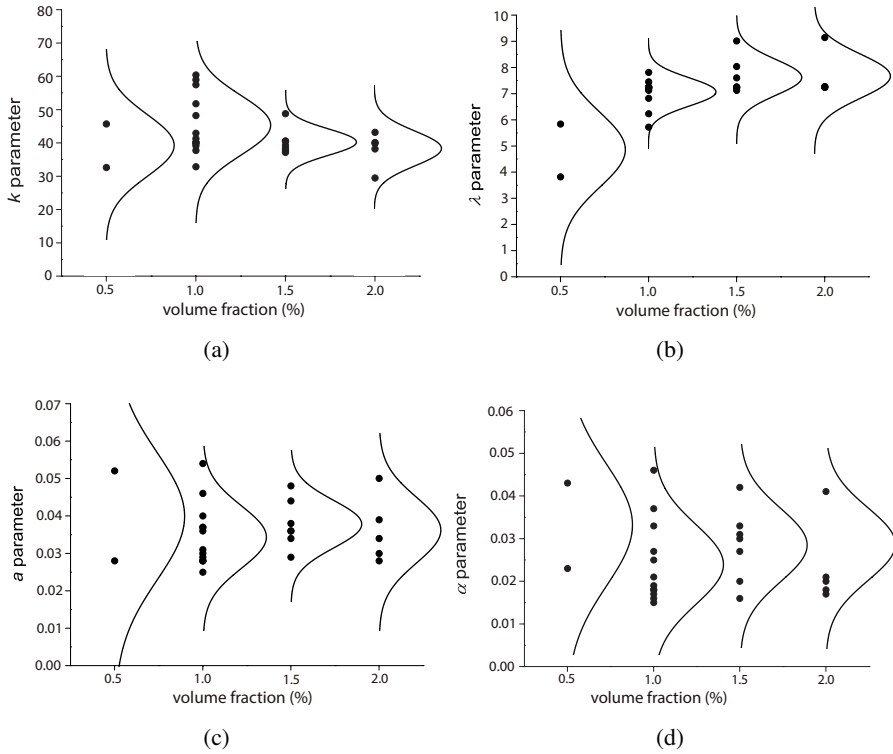 80
70
60
50
40
30
20
10
0
k parameter
0.5 1.0 1.5 2.0
volume fraction (%)
(a)
10
9
8
7
6
5
4
3
2
1
0
λ parameter
0.5 1.0 1.5 2.0
volume fraction (%)
(b)
0.07
0.06
0.05
0.04
0.03
0.02
0.01
0.00
a parameter
0.5 1.0 1.5 2.0
volume fraction (%)
(c)
0.06
0.05
0.04
0.03
0.02
0.01
0.00
α parameter
0.5 1.0 1.5 2.0
volume fraction (%)
(d)